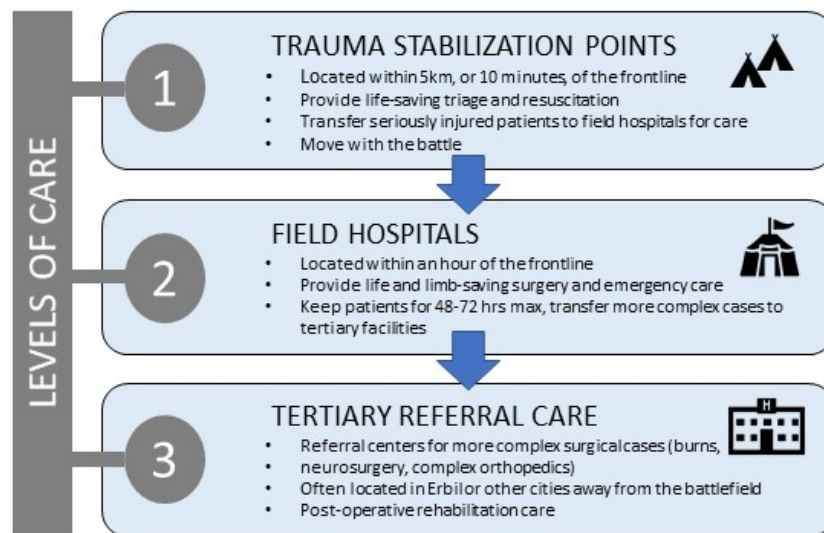 LEVELS OF CARE
1
TRAUMA STABILIZATION POINTS
• Located within 5km, or 10 minutes, of the frontline
• Provide life-saving triage and resuscitation
• Transfer seriously injured patients to field hospitals for care
• Move with the battle
2
FIELD HOSPITALS
• Located within an hour of the frontline
• Provide life and limb-saving surgery and emergency care
• Keep patients for 48-72 hrs max, transfer more complex cases to
tertiary facilities
3
TERTIARY REFERRAL CARE
H
• Referral centers for more complex surgical cases (burns,
• neurosurgery, complex orthopedics)
• Often located in Erbil or other cities away from the battlefield
• Post-operative rehabilitation care